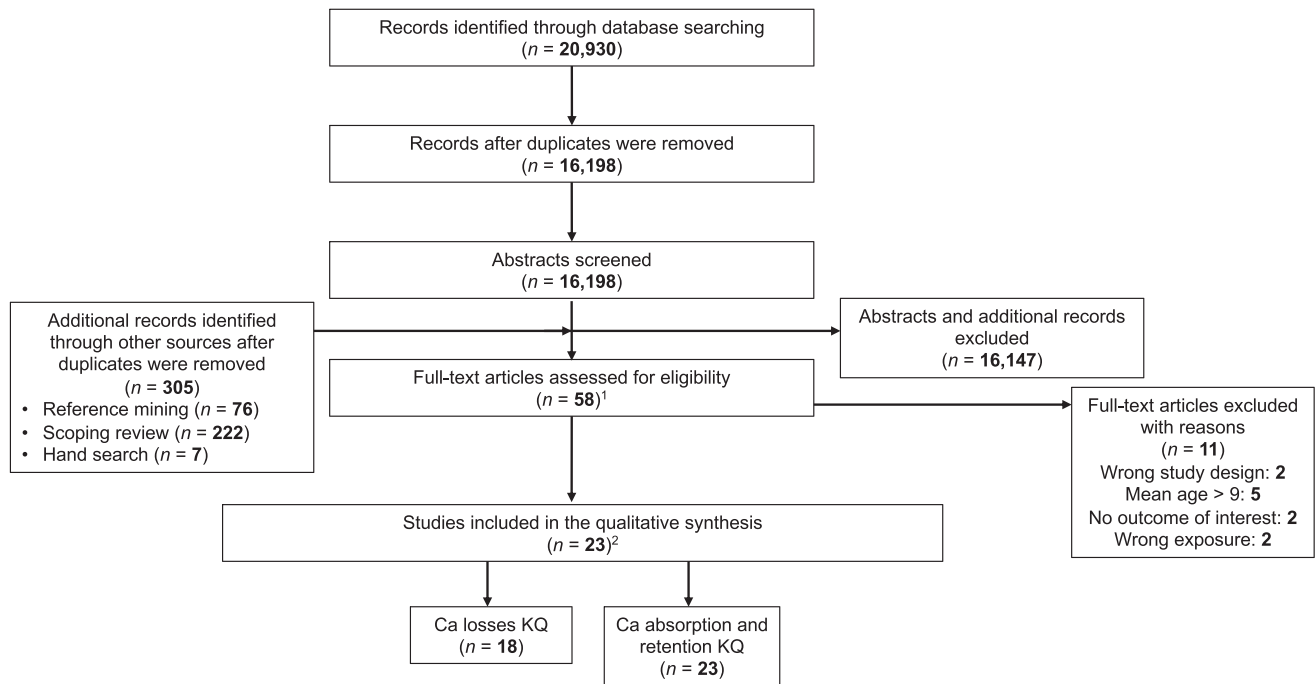 Records identified through database searching
(n = 20,930)
Records after duplicates were removed
(n = 16,198)
Abstracts screened
(n = 16,198)
Additional records identified
through other sources after
duplicates were removed
(n = 305)
• Reference mining (n = 76)
• Scoping review (n = 222)
• Hand search (n = 7)
Abstracts and additional records
excluded
(n = 16,147)
Full-text articles assessed for eligibility
(n = 58)1
Full-text articles excluded
with reasons
(n = 11)
Wrong study design: 2
Mean age > 9: 5
No outcome of interest: 2
Wrong exposure: 2
Studies included in the qualitative synthesis
(n = 23)2
Ca losses KQ
(n = 18)
Ca absorption and
retention KQ
(n = 23)